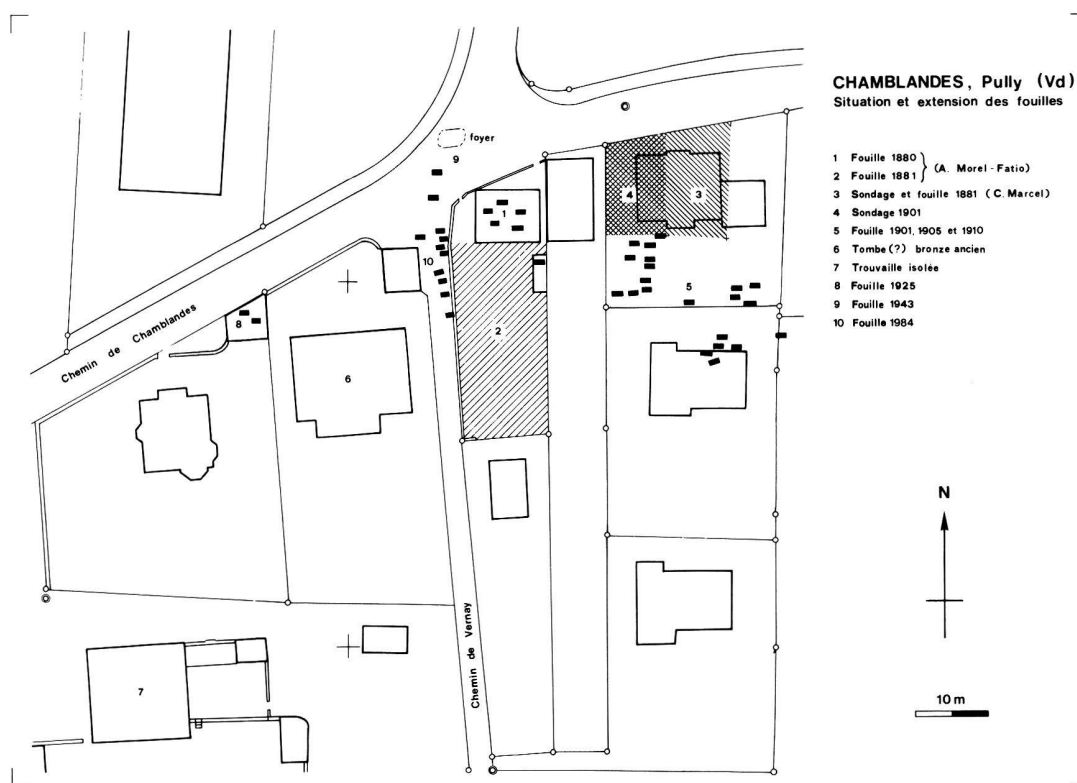 CHAMBLANDES, Pully (Vd)
Situation et extension des fouilles
1 Fouille 1880
2 Fouille 1881 } (A. Morel-Fatio)
3 Sondage et fouille 1881 (C. Marcel)
4 Sondage 1901
5 Fouille 1901, 1905 et 1910
6 Tombe (?) bronze ancien
7 Trouvaille isolée
8 Fouille 1925
9 Fouille 1943
10 Fouille 1984
foyer
9
1
4
3
10
5
2
8
6
7
Chemin de Chamblandes
Chemin de Vernay
N
10 m